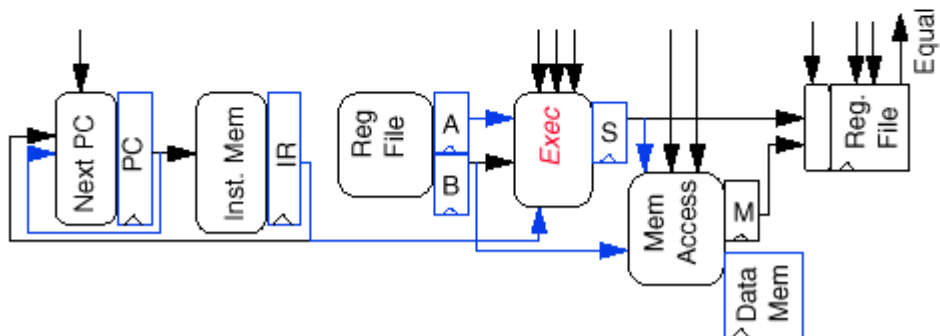 Next PC
PC
Inst. Mem
IR
Reg
File
A
B
Exec
S
Mem
Access
M
Data
Mem
Reg.
File
Equal